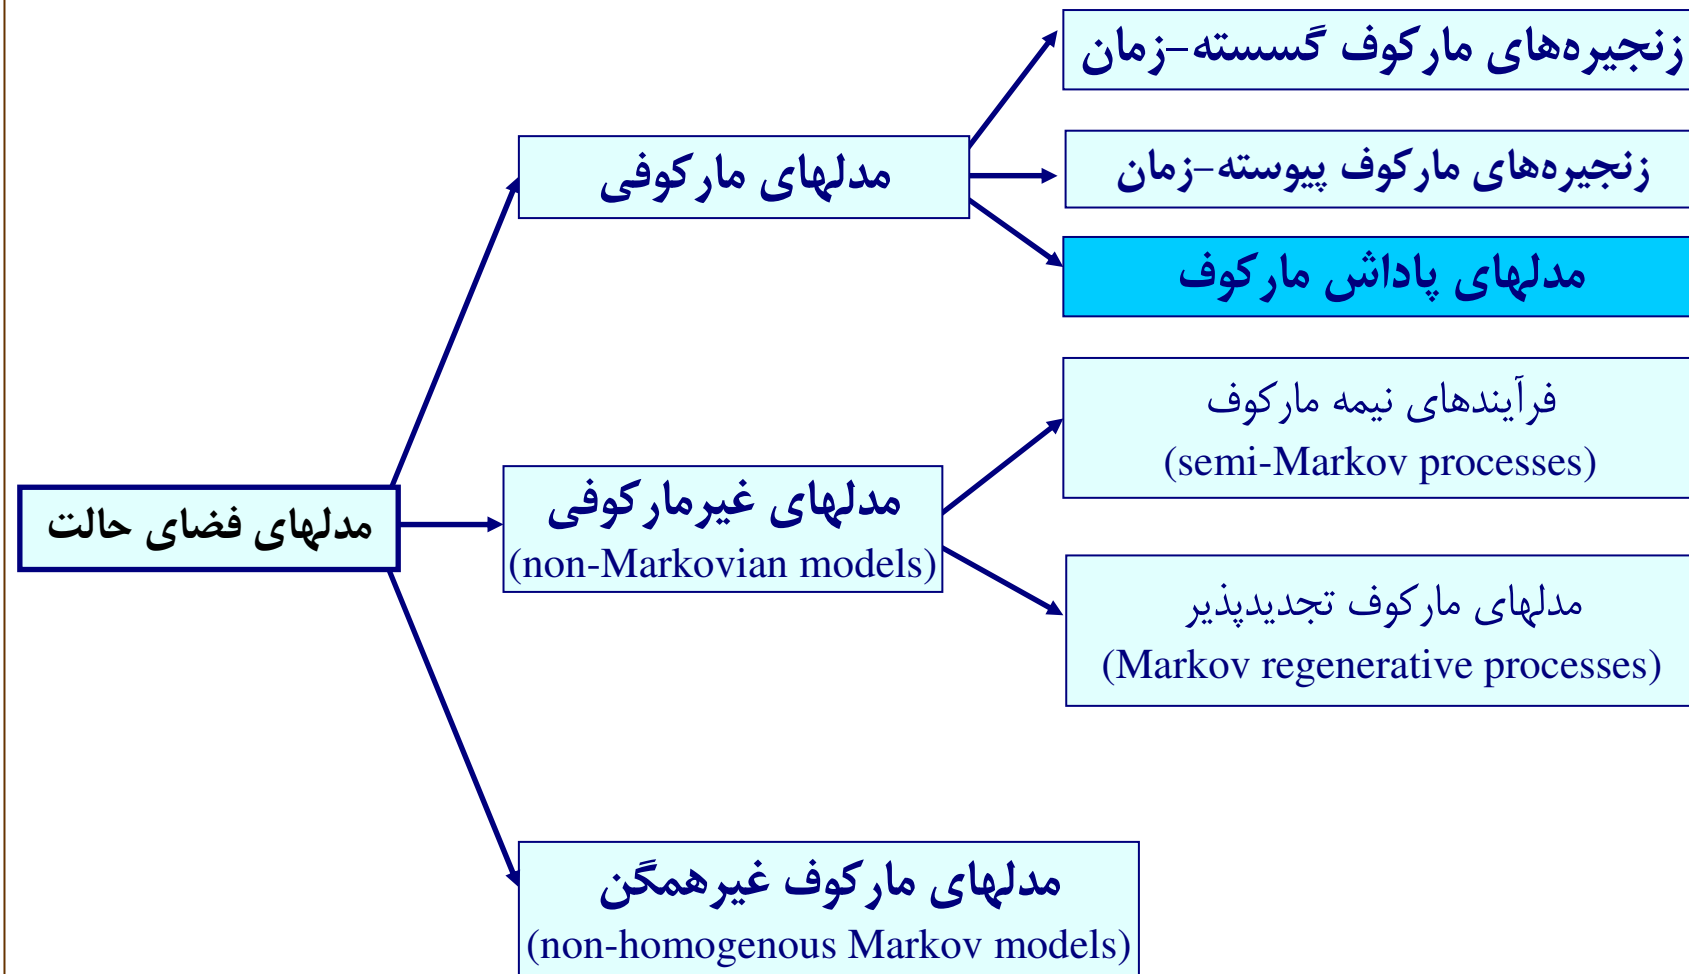 زنجیره‌های مارکوف گسسته-زمان
مدلهای مارکوفی
زنجیره‌های مارکوف پیوسته-زمان
مدلهای پاداش مارکوف
فرآیندهای نیمه مارکوف
(semi-Markov processes)
مدلهای فضای حالت
مدلهای غیرمارکوفی
(non-Markovian models)
مدلهای مارکوف تجدیدپذیر
(Markov regenerative processes)
مدلهای مارکوف غیرهمگن
(non-homogenous Markov models)